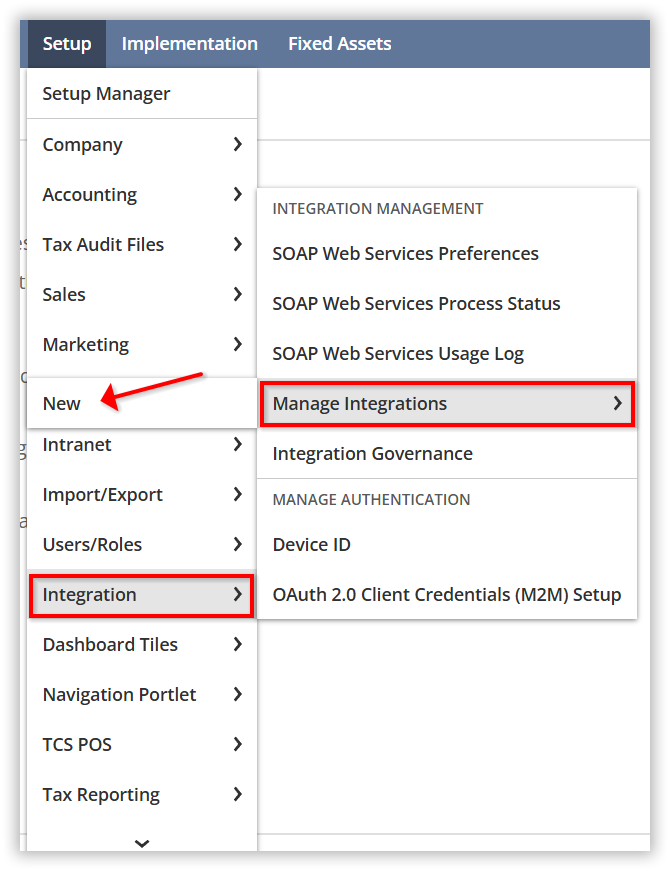 Setup Implementation Fixed Assets
Setup Manager
Company
Accounting
Tax Audit Files
Sales
Marketing
New
Intranet
Import/Export
Users/Roles
Integration
Dashboard Tiles
Navigation Portlet
TCS POS
Tax Reporting
INTEGRATION MANAGEMENT
SOAP Web Services Preferences
SOAP Web Services Process Status
SOAP Web Services Usage Log
Manage Integrations
Integration Governance
MANAGE AUTHENTICATION
Device ID
OAuth 2.0 Client Credentials (M2M) Setup